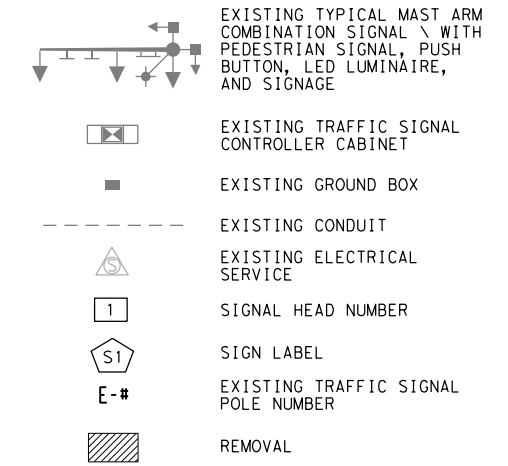 EXISTING TYPICAL MAST ARM
COMBINATION SIGNAL \ WITH
PEDESTRIAN SIGNAL, PUSH
BUTTON, LED LUMINAIRE,
AND SIGNAGE
EXISTING TRAFFIC SIGNAL
CONTROLLER CABINET
EXISTING GROUND BOX
EXISTING CONDUIT
S
EXISTING ELECTRICAL
SERVICE
1
SIGNAL HEAD NUMBER
S1
SIGN LABEL
E-#
EXISTING TRAFFIC SIGNAL
POLE NUMBER
REMOVAL